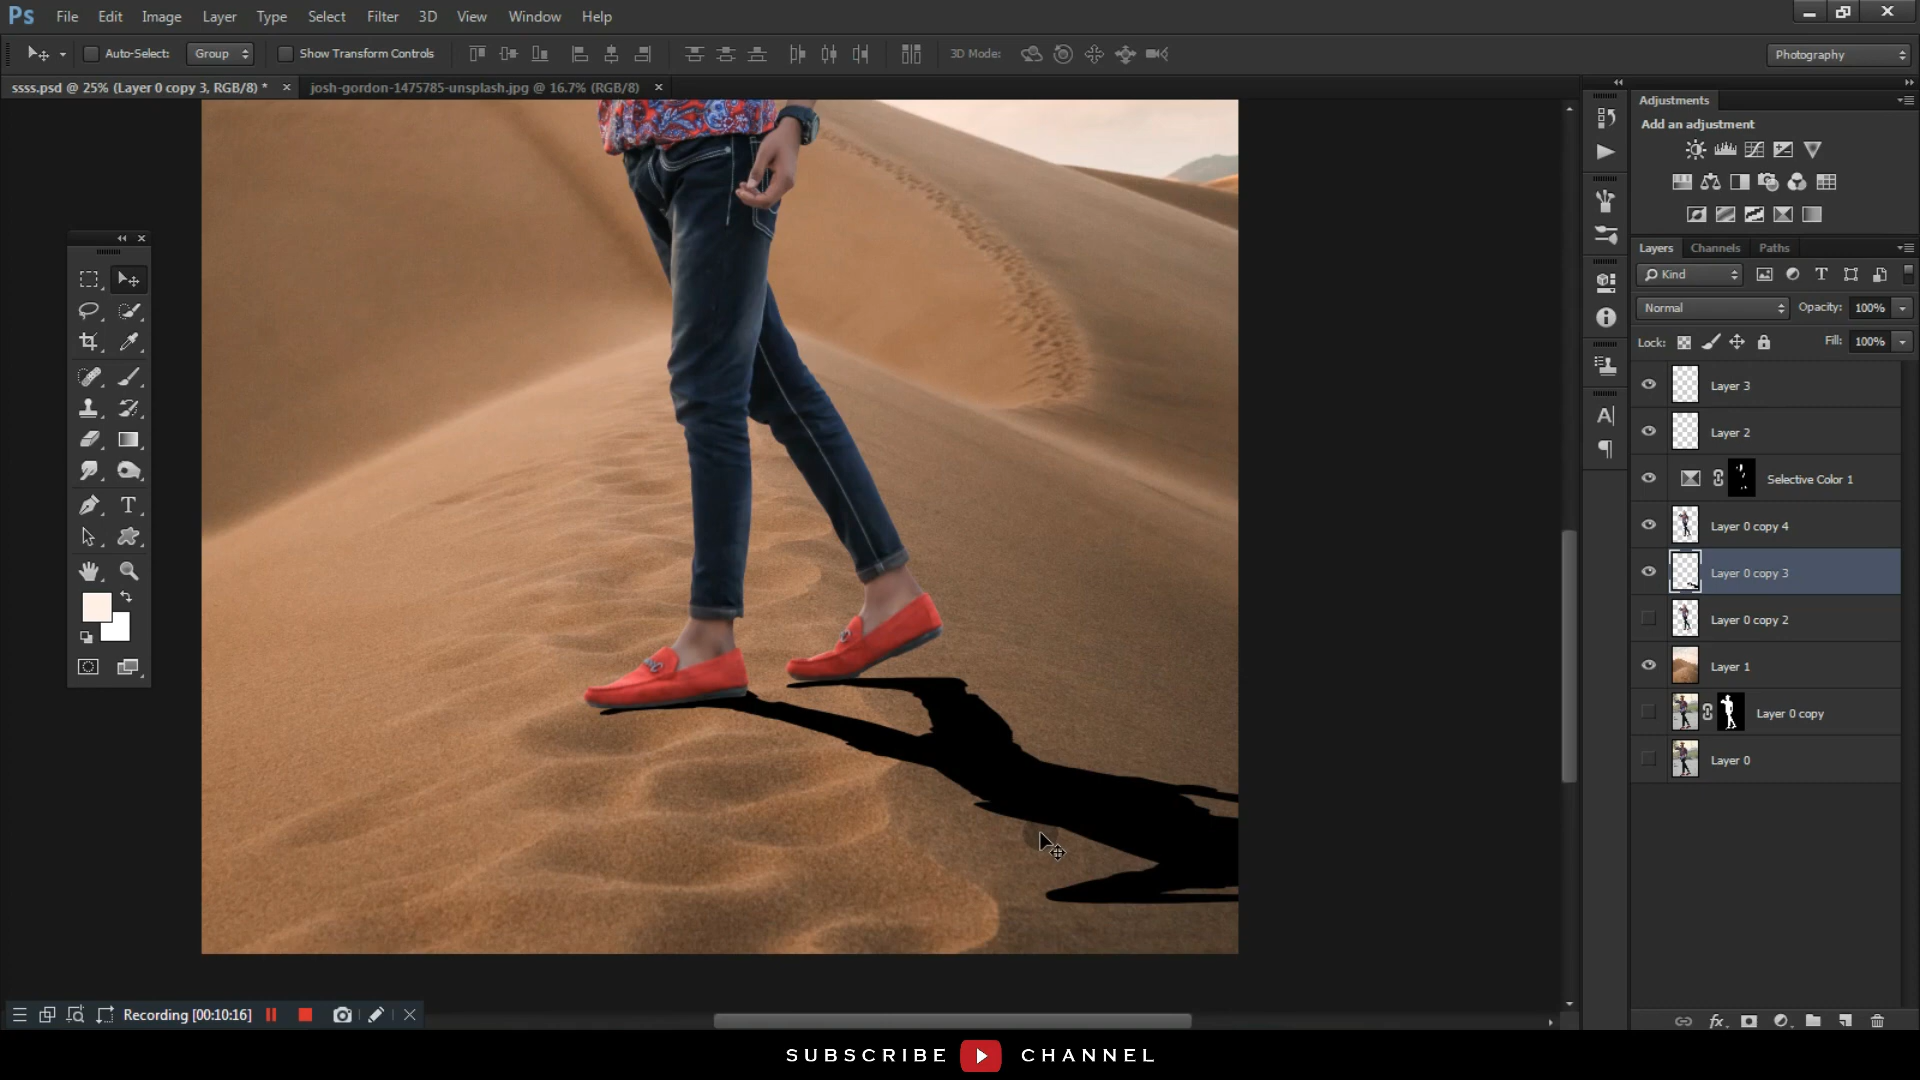 Ps File Edit Image Layer Type Select Filter 3D View Window Help
Auto-Select: Group Show Transform Controls 3D Mode: Photography
ssss.psd @ 25% (Layer 0 copy 3, RGB/8) * × josh-gordon-1475785-unsplash.jpg @ 16.7% (RGB/8) ×
Adjustments
Add an adjustment
Layers Channels Paths
Kind
Normal Opacity: 100%
Lock: Fill: 100%
Layer 3
Layer 2
Selective Color 1
Layer 0 copy 4
Layer 0 copy 3
Layer 0 copy 2
Layer 1
Layer 0 copy
Layer 0
Recording [00:10:16]
SUBSCRIBE CHANNEL